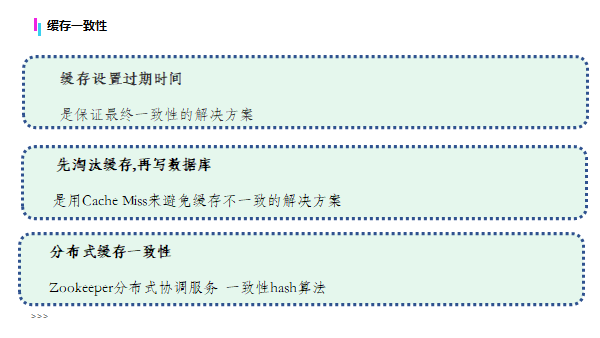 缓存一致性
缓存设置过期时间
是保证最终一致性的解决方案
先淘汰缓存,再写数据库
是用Cache Miss来避免缓存不一致的解决方案
分布式缓存一致性
Zookeeper分布式协调服务 一致性hash算法
>>>